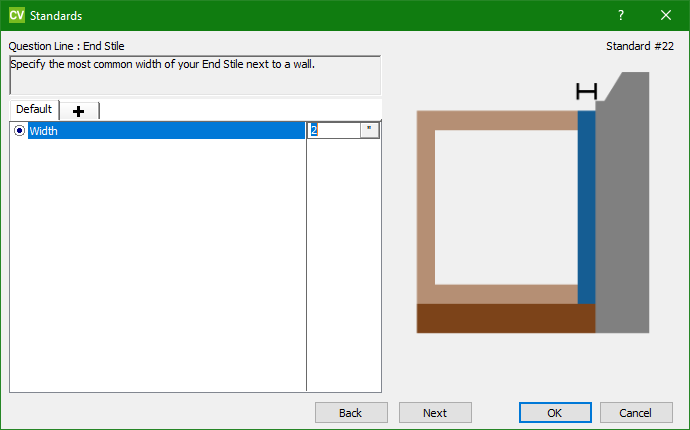 CV Standards ?
Question Line : End Stile
Standard #22
Specify the most common width of your End Stile next to a wall.
Default
Width 2 "
Back Next OK Cancel